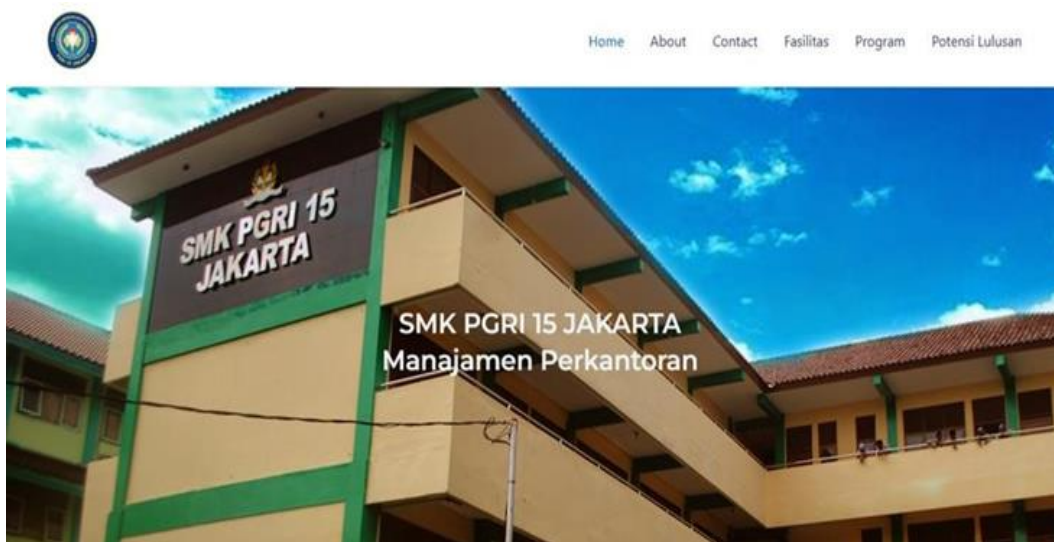 Home About Contact Fasilitas Program Potensi Lulusan
SMK PGRI 15
JAKARTA
SMK PGRI 15 JAKARTA
Manajamen Perkantoran